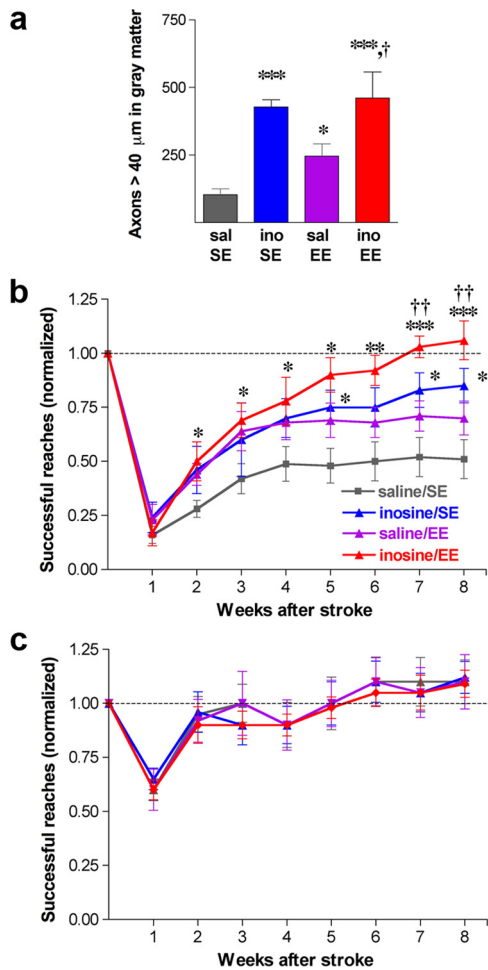 a
Axons > 40 µm in gray matter
750
500
250
***
*
***,†
sal
SE
ino
SE
sal
EE
ino
EE
b
Successful reaches (normalized)
1.25
1.00
0.75
0.50
0.25
0.00
*
*
*
*
**
††
***
††
***
*
*
*
saline/SE
inosine/SE
saline/EE
inosine/EE
1 2 3 4 5 6 7 8
Weeks after stroke
c
Successful reaches (normalized)
1.25
1.00
0.75
0.50
0.25
0.00
1 2 3 4 5 6 7 8
Weeks after stroke